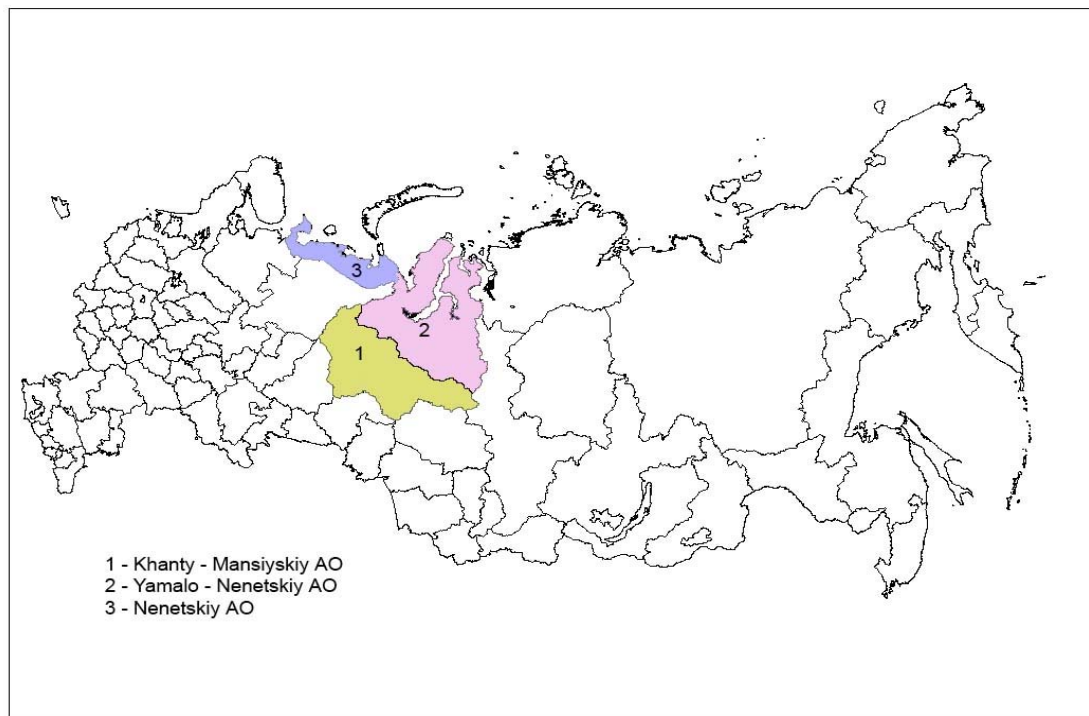 3
2
1
1 - Khanty - Mansiyskiy AO
2 - Yamalo - Nenetskiy AO
3 - Nenetskiy AO